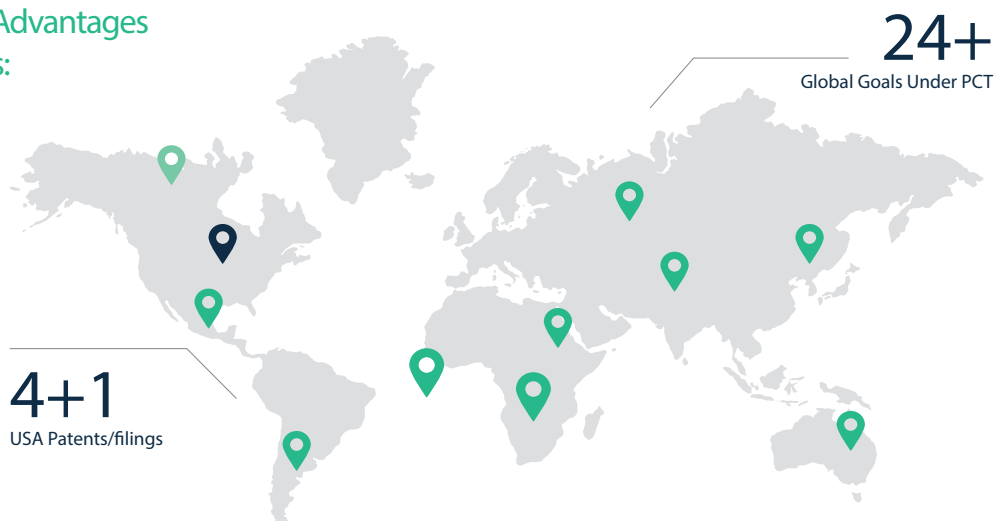 Advantages
s:
24+
Global Goals Under PCT
4+1
USA Patents/filings